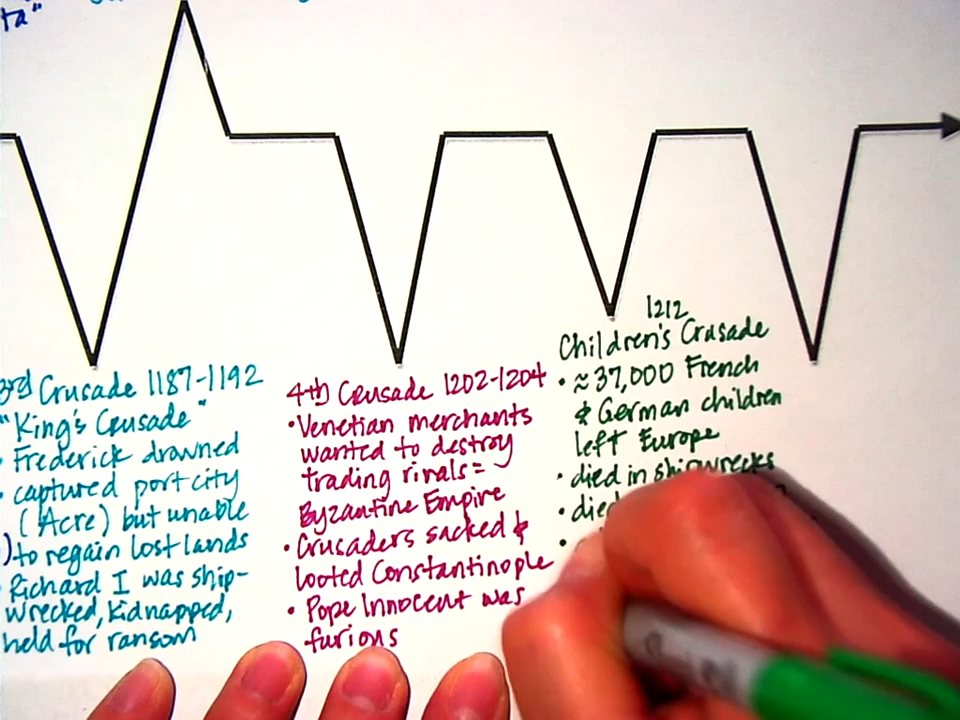 ta"
3rd Crusade 1187-1192
"King's Crusade"
• Frederick drowned
• captured port city
(Acre) but unable
) to regain lost lands
• Richard I was ship-
wrecked, kidnapped,
held for ransom
4th Crusade 1202-1204
• Venetian merchants
wanted to destroy
trading rivals =
Byzantine Empire
• Crusaders sacked &
looted Constantinople
• Pope Innocent was
furious
1212
Children's Crusade
• ≈ 37,000 French
& German children
left Europe
• died in shipwrecks
• died
•